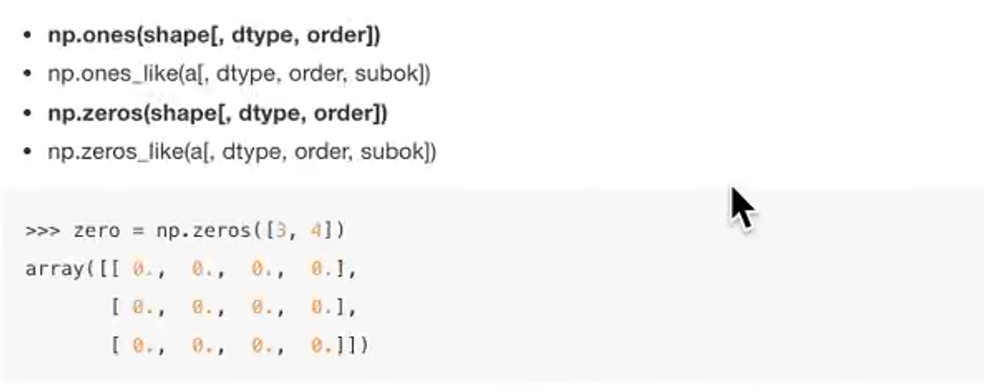 • np.ones(shape[, dtype, order])
• np.ones_like(a[, dtype, order, subok])
• np.zeros(shape[, dtype, order])
• np.zeros_like(a[, dtype, order, subok])
>>> zero = np.zeros([3, 4])
array([[ 0.,  0.,  0.,  0.],
       [ 0.,  0.,  0.,  0.],
       [ 0.,  0.,  0.,  0.]])